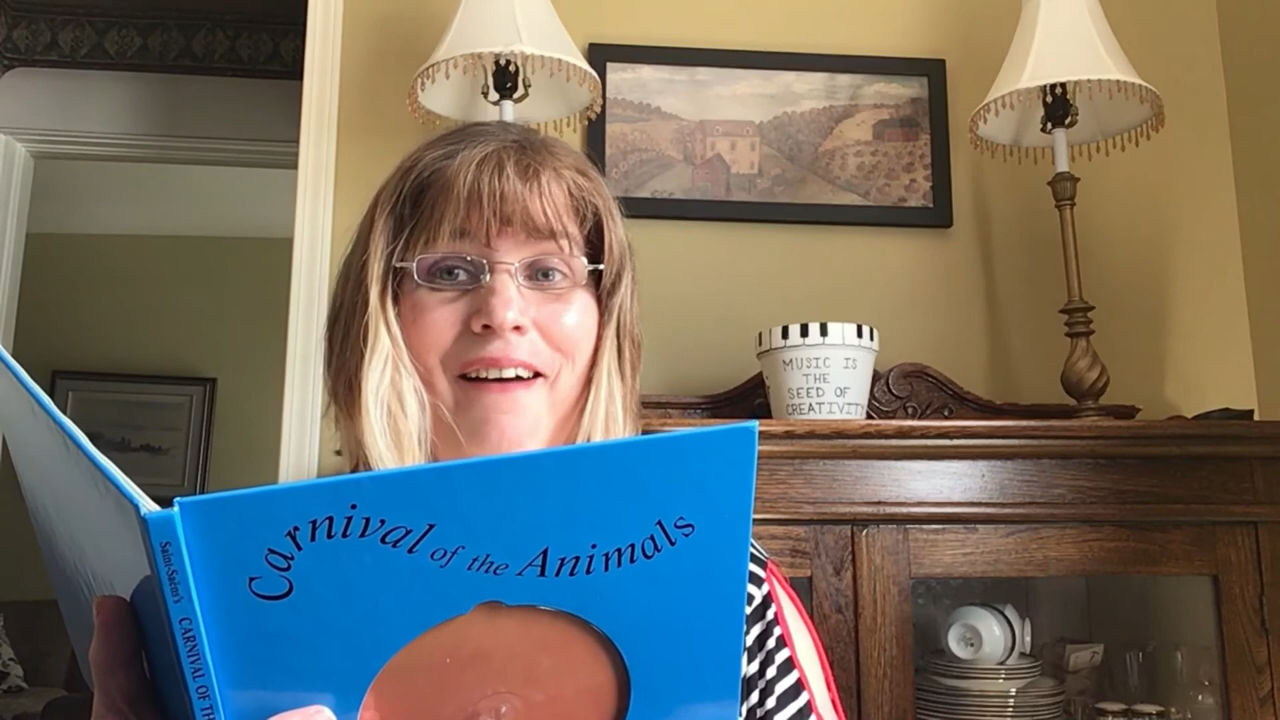 Carnival of the Animals
Saint-Saëns's CARNIVAL OF TH
MUSIC IS
THE
SEED OF
CREATIVITY